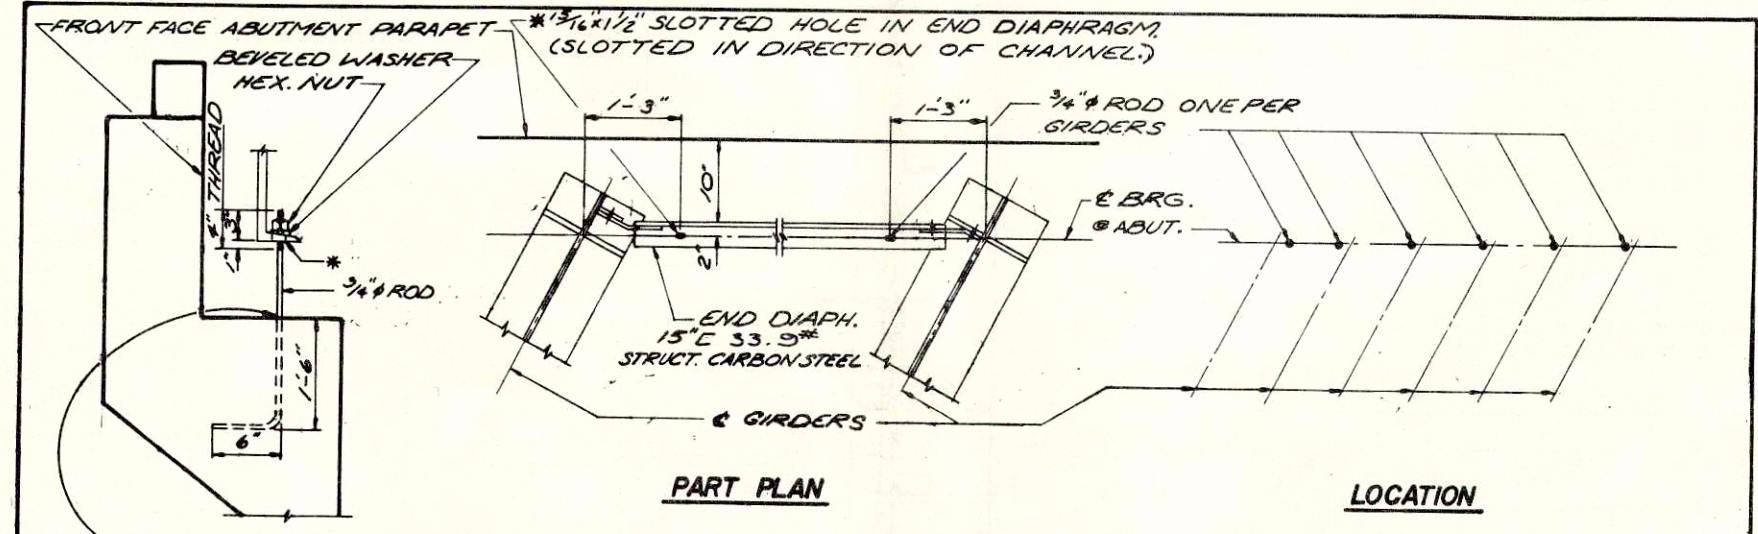 FRONT FACE ABUTMENT PARAPET
* 13/16"x1 1/2" SLOTTED HOLE IN END DIAPHRAGM.
(SLOTTED IN DIRECTION OF CHANNEL.)
BEVELED WASHER
HEX. NUT
4" THREAD
3"
1"
*
3/4"φ ROD
1'-6"
6"
1'-3"
1'-3"
3/4"φ ROD ONE PER
GIRDERS
10"
2"
℄ BRG.
@ ABUT.
END DIAPH.
15"[ 33.9#
STRUCT. CARBON STEEL
℄ GIRDERS
PART PLAN
LOCATION